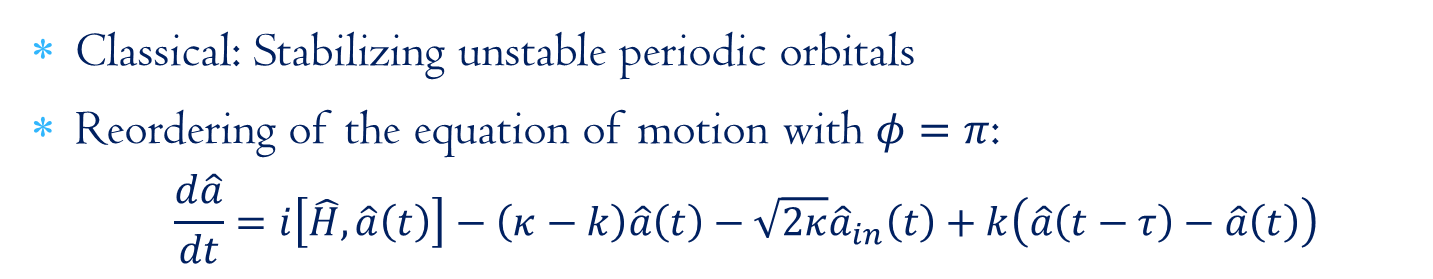 * Classical: Stabilizing unstable periodic orbitals
* Reordering of the equation of motion with ϕ = π:
dâ/dt = i[Ĥ, â(t)] − (κ − k)â(t) − √2κ â_in(t) + k(â(t − τ) − â(t))